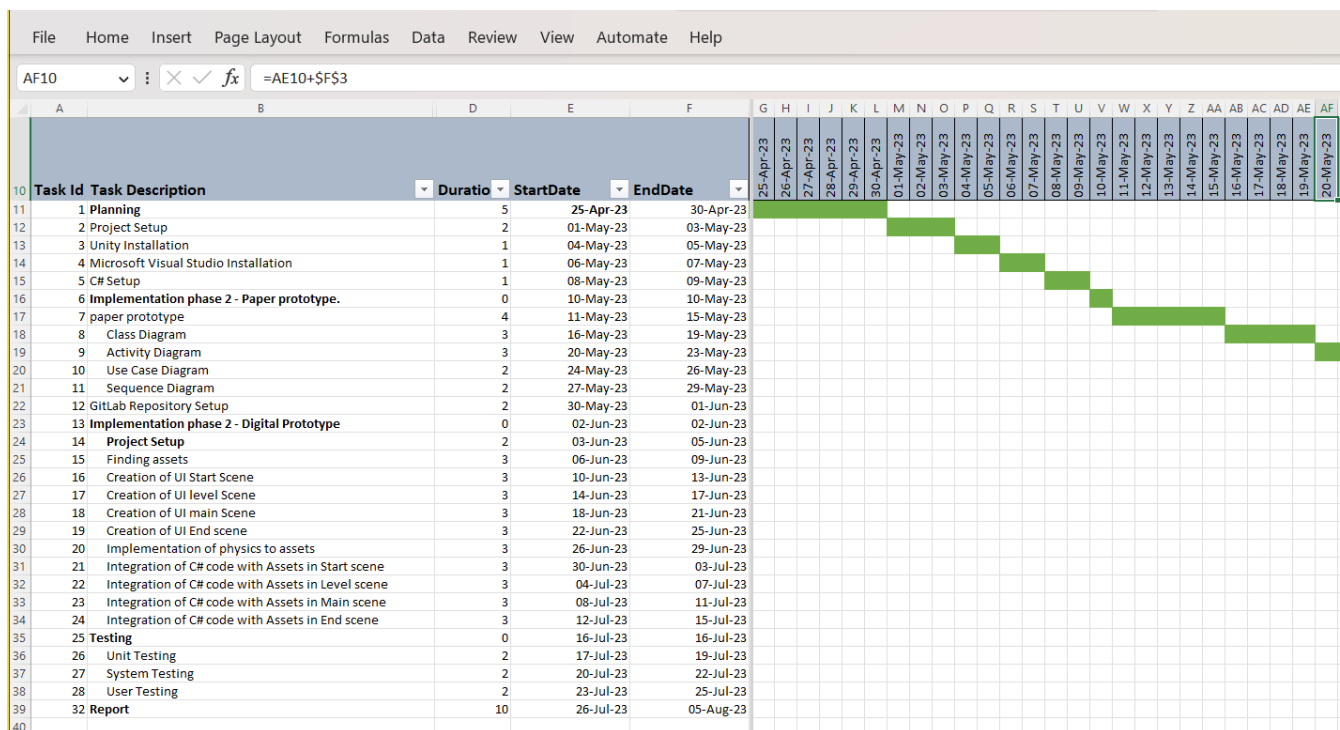 File Home Insert Page Layout Formulas Data Review View Automate Help
AF10 fx =AE10+$F$3
A B D E F G H I J K L M N O P Q R S T U V W X Y Z AA AB AC AD AE AF
10 Task Id Task Description Duratio StartDate EndDate 25-Apr-23 26-Apr-23 27-Apr-23 28-Apr-23 29-Apr-23 30-Apr-23 01-May-23 02-May-23 03-May-23 04-May-23 05-May-23 06-May-23 07-May-23 08-May-23 09-May-23 10-May-23 11-May-23 12-May-23 13-May-23 14-May-23 15-May-23 16-May-23 17-May-23 18-May-23 19-May-23 20-May-23
11 1 Planning 5 25-Apr-23 30-Apr-23
12 2 Project Setup 2 01-May-23 03-May-23
13 3 Unity Installation 1 04-May-23 05-May-23
14 4 Microsoft Visual Studio Installation 1 06-May-23 07-May-23
15 5 C# Setup 1 08-May-23 09-May-23
16 6 Implementation phase 2 - Paper prototype. 0 10-May-23 10-May-23
17 7 paper prototype 4 11-May-23 15-May-23
18 8 Class Diagram 3 16-May-23 19-May-23
19 9 Activity Diagram 3 20-May-23 23-May-23
20 10 Use Case Diagram 2 24-May-23 26-May-23
21 11 Sequence Diagram 2 27-May-23 29-May-23
22 12 GitLab Repository Setup 2 30-May-23 01-Jun-23
23 13 Implementation phase 2 - Digital Prototype 0 02-Jun-23 02-Jun-23
24 14 Project Setup 2 03-Jun-23 05-Jun-23
25 15 Finding assets 3 06-Jun-23 09-Jun-23
26 16 Creation of UI Start Scene 3 10-Jun-23 13-Jun-23
27 17 Creation of UI level Scene 3 14-Jun-23 17-Jun-23
28 18 Creation of UI main Scene 3 18-Jun-23 21-Jun-23
29 19 Creation of UI End scene 3 22-Jun-23 25-Jun-23
30 20 Implementation of physics to assets 3 26-Jun-23 29-Jun-23
31 21 Integration of C# code with Assets in Start scene 3 30-Jun-23 03-Jul-23
32 22 Integration of C# code with Assets in Level scene 3 04-Jul-23 07-Jul-23
33 23 Integration of C# code with Assets in Main scene 3 08-Jul-23 11-Jul-23
34 24 Integration of C# code with Assets in End scene 3 12-Jul-23 15-Jul-23
35 25 Testing 0 16-Jul-23 16-Jul-23
36 26 Unit Testing 2 17-Jul-23 19-Jul-23
37 27 System Testing 2 20-Jul-23 22-Jul-23
38 28 User Testing 2 23-Jul-23 25-Jul-23
39 32 Report 10 26-Jul-23 05-Aug-23
40